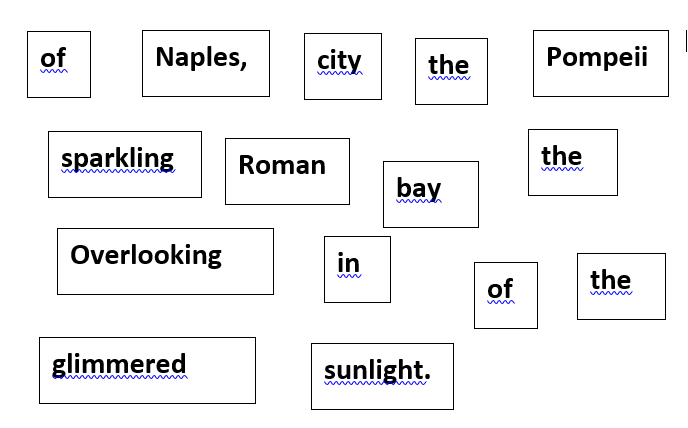 of Naples, city the Pompeii
sparkling Roman bay the
Overlooking in of the
glimmered sunlight.